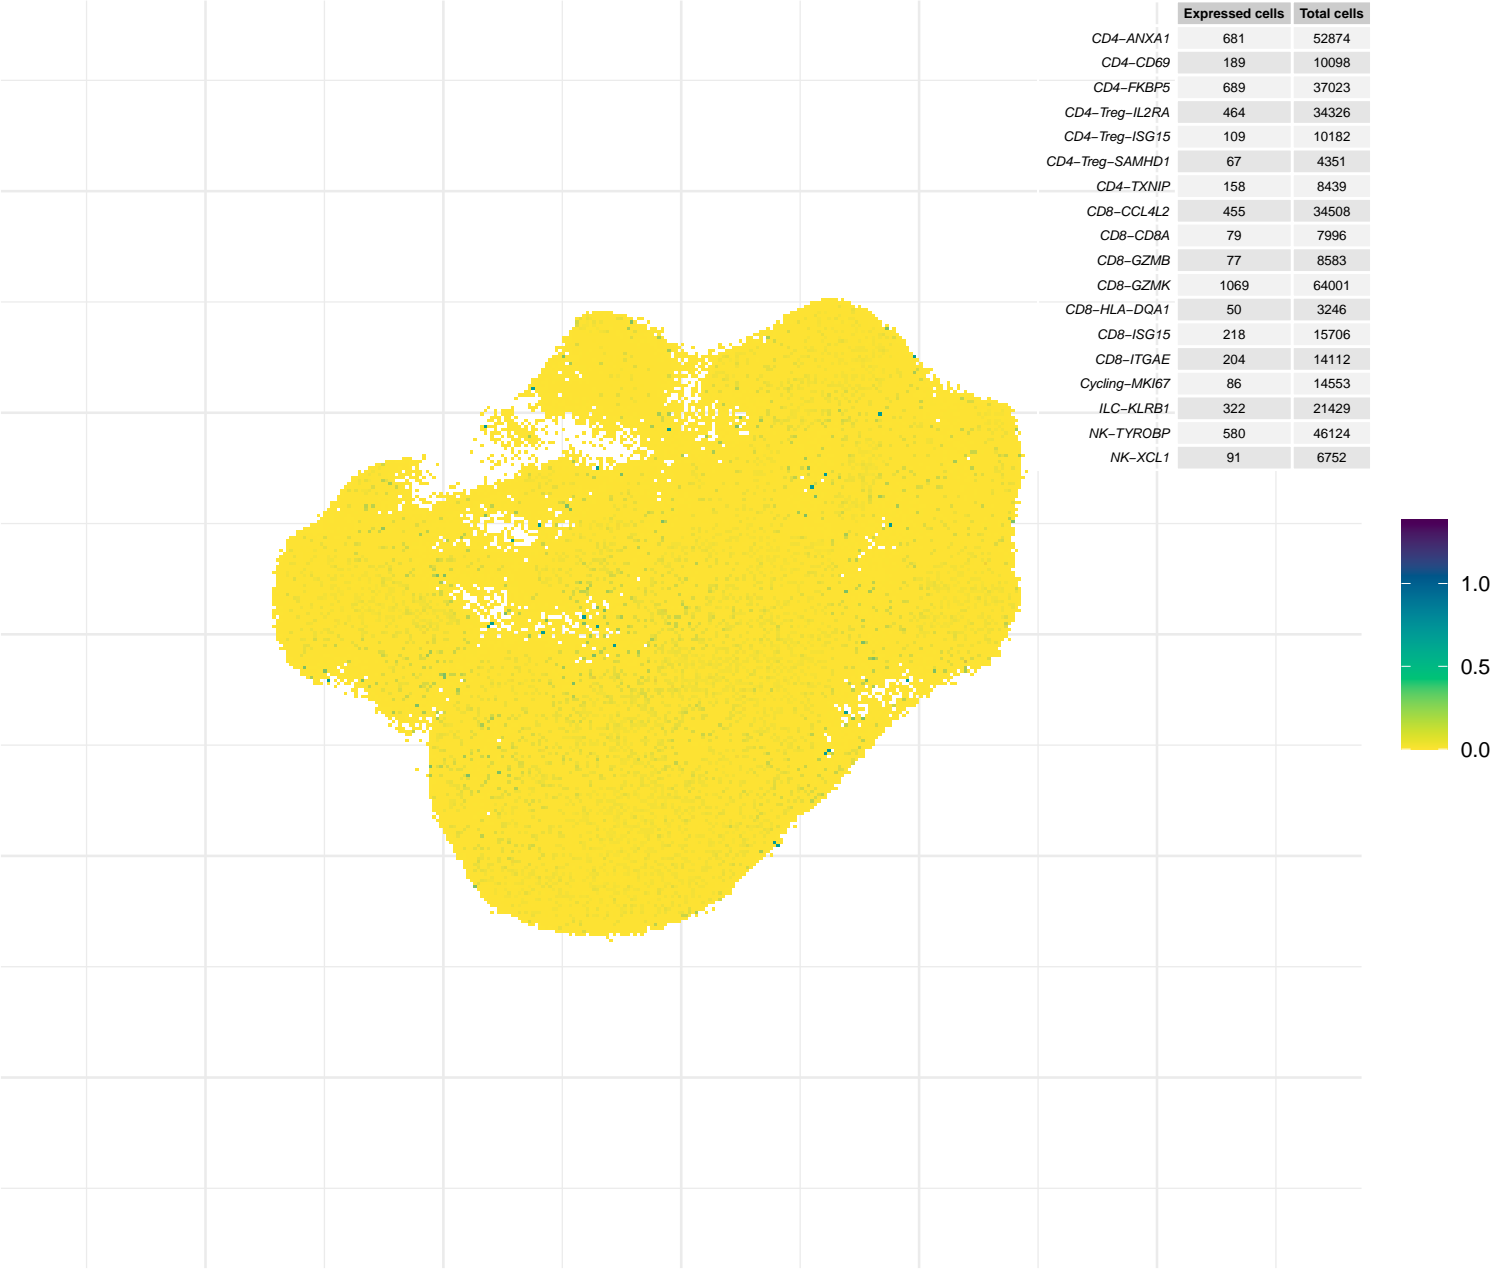 Expressed cells Total cells
CD4−ANXA1 681 52874
CD4−CD69 189 10098
CD4−FKBP5 689 37023
CD4−Treg−IL2RA 464 34326
CD4−Treg−ISG15 109 10182
CD4−Treg−SAMHD1 67 4351
CD4−TXNIP 158 8439
CD8−CCL4L2 455 34508
CD8−CD8A 79 7996
CD8−GZMB 77 8583
CD8−GZMK 1069 64001
CD8−HLA−DQA1 50 3246
CD8−ISG15 218 15706
CD8−ITGAE 204 14112
Cycling−MKI67 86 14553
ILC−KLRB1 322 21429
NK−TYROBP 580 46124
NK−XCL1 91 6752
1.0
0.5
0.0